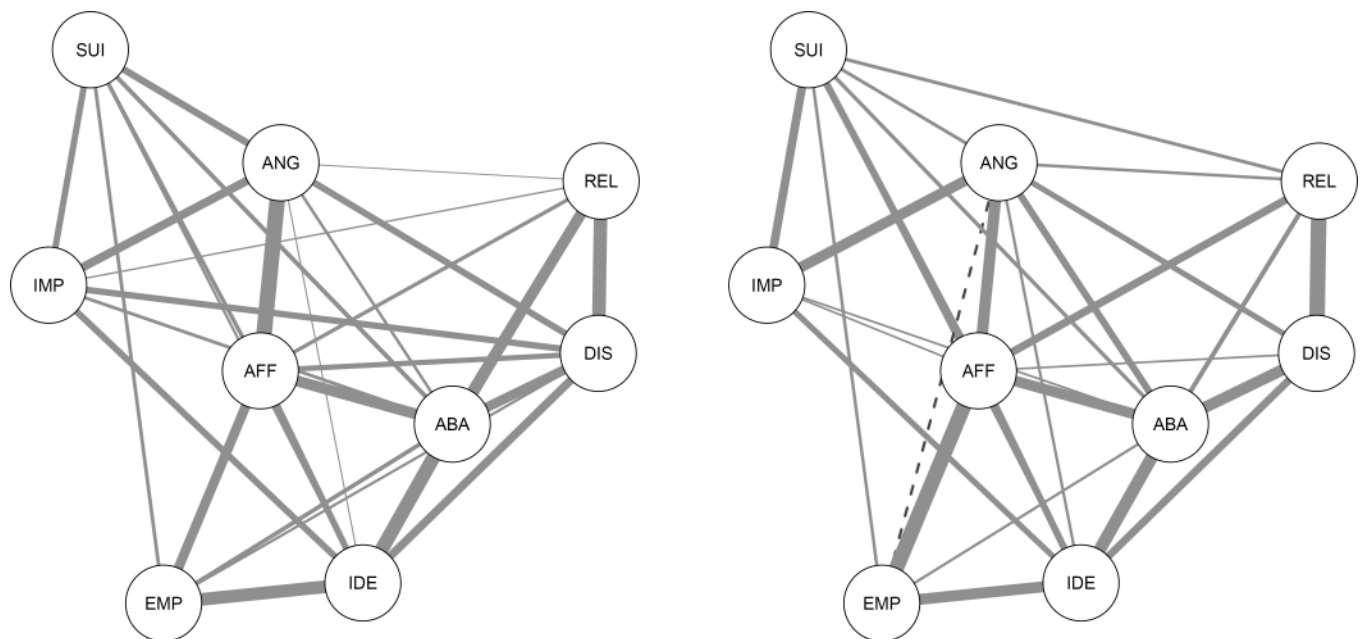 SUI
ANG
REL
IMP
DIS
AFF
ABA
IDE
EMP
SUI
ANG
REL
IMP
DIS
AFF
ABA
IDE
EMP